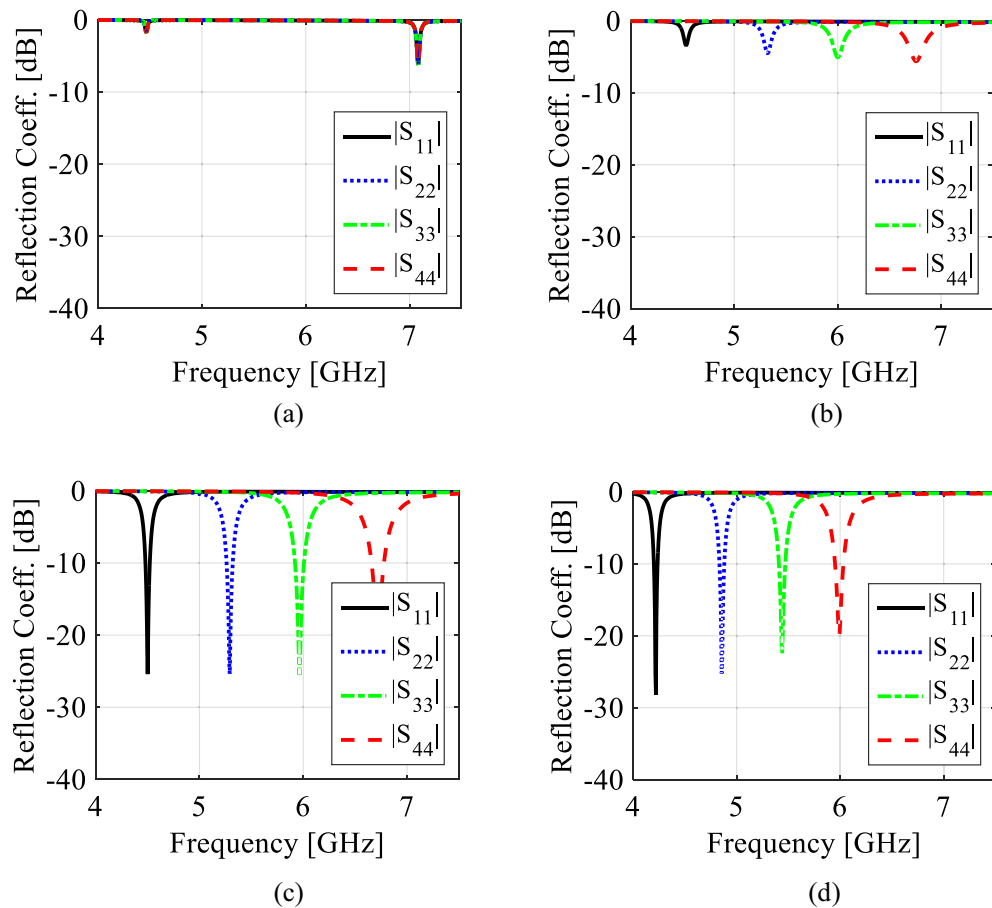 Reflection Coeff. [dB]
0
-10
-20
-30
-40
|S11|
|S22|
|S33|
|S44|
4 5 6 7
Frequency [GHz]
(a)
Reflection Coeff. [dB]
0
-10
-20
-30
-40
|S11|
|S22|
|S33|
|S44|
4 5 6 7
Frequency [GHz]
(b)
Reflection Coeff. [dB]
0
-10
-20
-30
-40
|S11|
|S22|
|S33|
|S44|
4 5 6 7
Frequency [GHz]
(c)
Reflection Coeff. [dB]
0
-10
-20
-30
-40
|S11|
|S22|
|S33|
|S44|
4 5 6 7
Frequency [GHz]
(d)